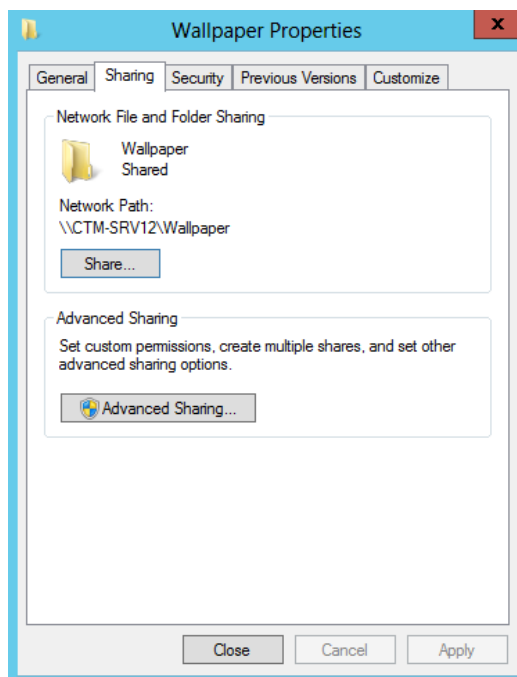 Wallpaper Properties
x
General Sharing Security Previous Versions Customize
Network File and Folder Sharing
Wallpaper
Shared
Network Path:
\\CTM-SRV12\Wallpaper
Share...
Advanced Sharing
Set custom permissions, create multiple shares, and set other
advanced sharing options.
Advanced Sharing...
Close Cancel Apply